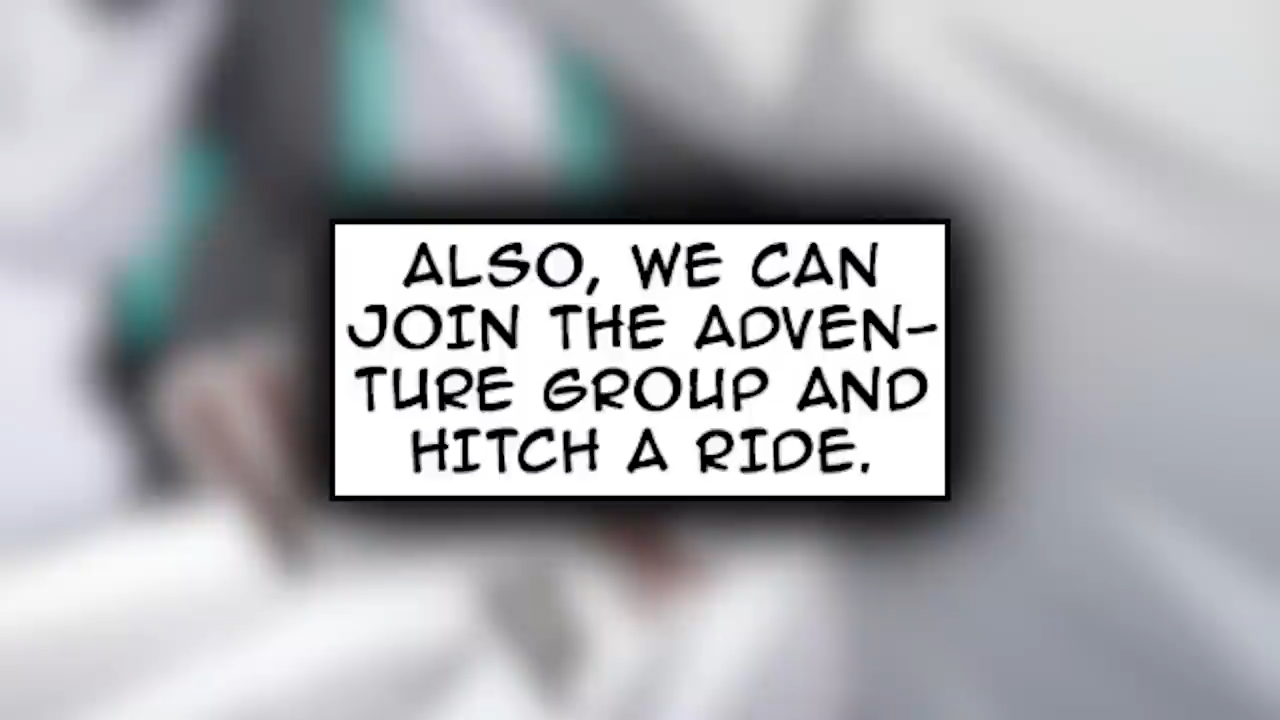 ALSO, WE CAN
JOIN THE ADVEN-
TURE GROUP AND
HITCH A RIDE.